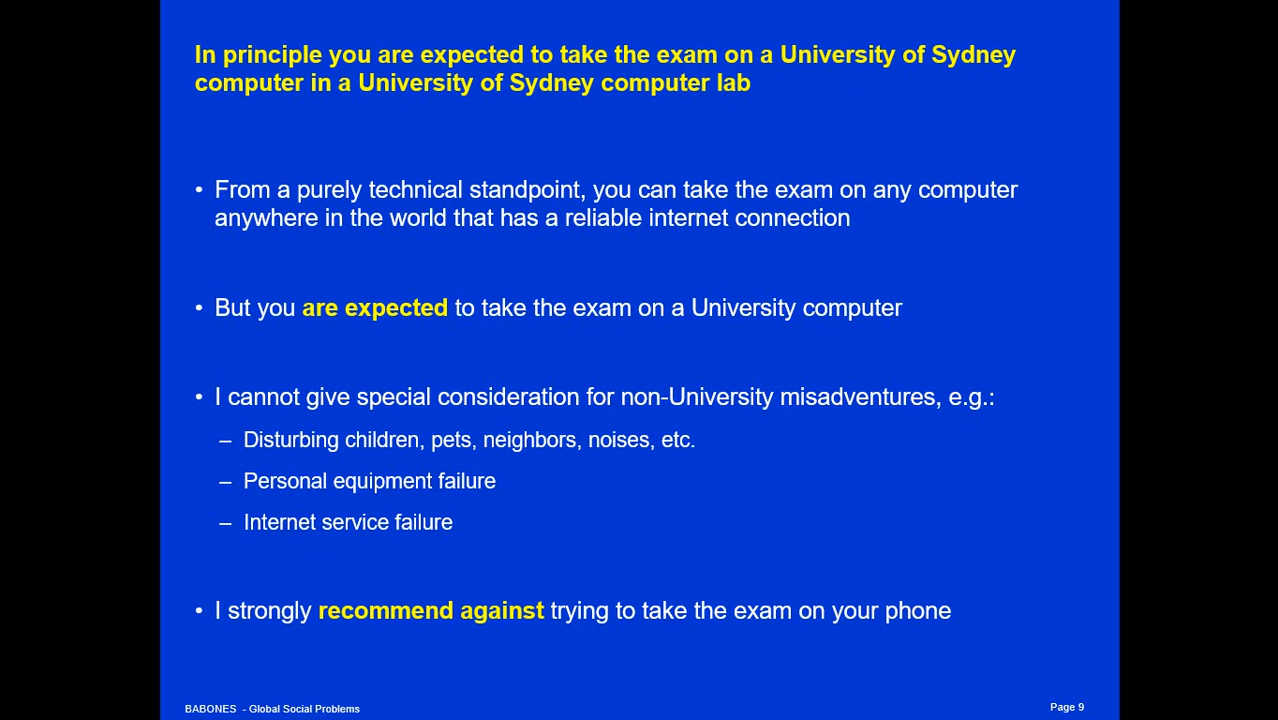 In principle you are expected to take the exam on a University of Sydney
computer in a University of Sydney computer lab
• From a purely technical standpoint, you can take the exam on any computer
anywhere in the world that has a reliable internet connection
• But you are expected to take the exam on a University computer
• I cannot give special consideration for non-University misadventures, e.g.:
– Disturbing children, pets, neighbors, noises, etc.
– Personal equipment failure
– Internet service failure
• I strongly recommend against trying to take the exam on your phone
BABONES - Global Social Problems
Page 9